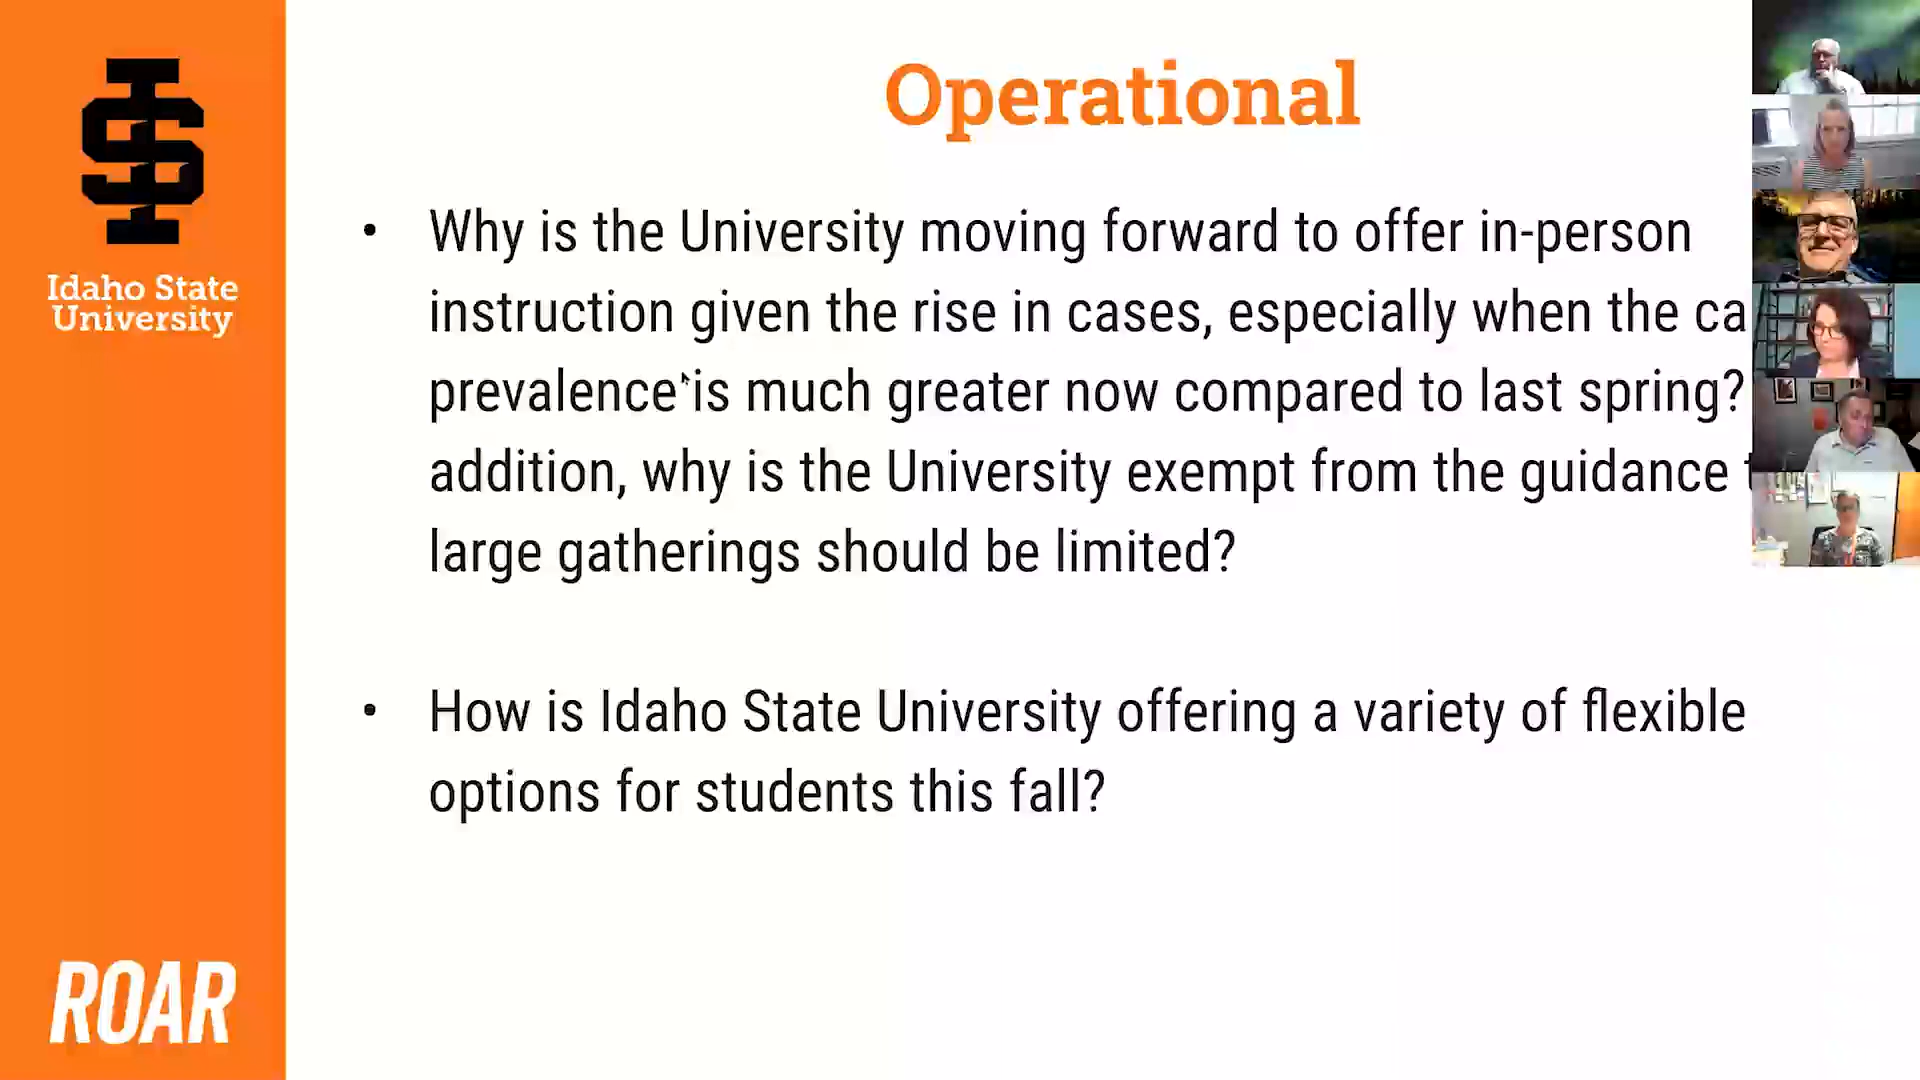 Idaho State
University
ROAR
Operational
• Why is the University moving forward to offer in-person
instruction given the rise in cases, especially when the ca
prevalence is much greater now compared to last spring?
addition, why is the University exempt from the guidance t
large gatherings should be limited?
• How is Idaho State University offering a variety of flexible
options for students this fall?